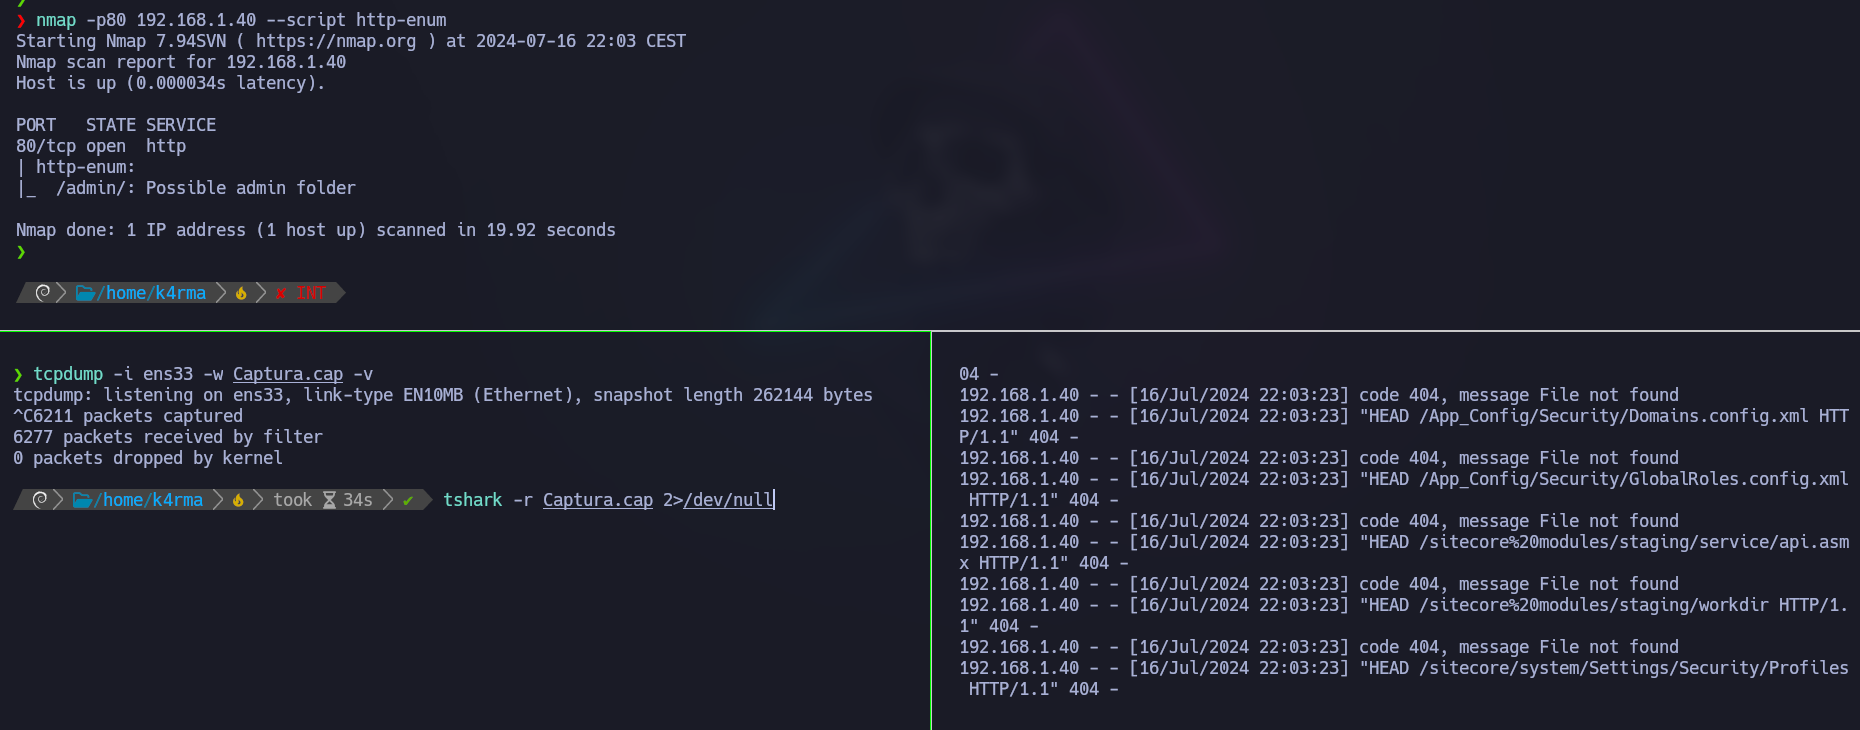 ❯
❯ nmap -p80 192.168.1.40 --script http-enum
Starting Nmap 7.94SVN ( https://nmap.org ) at 2024-07-16 22:03 CEST
Nmap scan report for 192.168.1.40
Host is up (0.000034s latency).
PORT   STATE SERVICE
80/tcp open  http
| http-enum:
|_  /admin/: Possible admin folder
Nmap done: 1 IP address (1 host up) scanned in 19.92 seconds
❯
/home/k4rma ✘ INT
❯ tcpdump -i ens33 -w Captura.cap -v
tcpdump: listening on ens33, link-type EN10MB (Ethernet), snapshot length 262144 bytes
^C6211 packets captured
6277 packets received by filter
0 packets dropped by kernel
/home/k4rma took 34s ✔ tshark -r Captura.cap 2>/dev/null
04 -
192.168.1.40 - - [16/Jul/2024 22:03:23] code 404, message File not found
192.168.1.40 - - [16/Jul/2024 22:03:23] "HEAD /App_Config/Security/Domains.config.xml HTT
P/1.1" 404 -
192.168.1.40 - - [16/Jul/2024 22:03:23] code 404, message File not found
192.168.1.40 - - [16/Jul/2024 22:03:23] "HEAD /App_Config/Security/GlobalRoles.config.xml
 HTTP/1.1" 404 -
192.168.1.40 - - [16/Jul/2024 22:03:23] code 404, message File not found
192.168.1.40 - - [16/Jul/2024 22:03:23] "HEAD /sitecore%20modules/staging/service/api.asm
x HTTP/1.1" 404 -
192.168.1.40 - - [16/Jul/2024 22:03:23] code 404, message File not found
192.168.1.40 - - [16/Jul/2024 22:03:23] "HEAD /sitecore%20modules/staging/workdir HTTP/1.
1" 404 -
192.168.1.40 - - [16/Jul/2024 22:03:23] code 404, message File not found
192.168.1.40 - - [16/Jul/2024 22:03:23] "HEAD /sitecore/system/Settings/Security/Profiles
 HTTP/1.1" 404 -